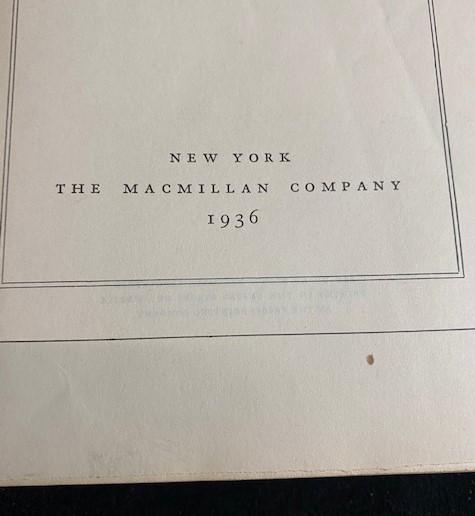 NEW YORK
THE MACMILLAN COMPANY
1936